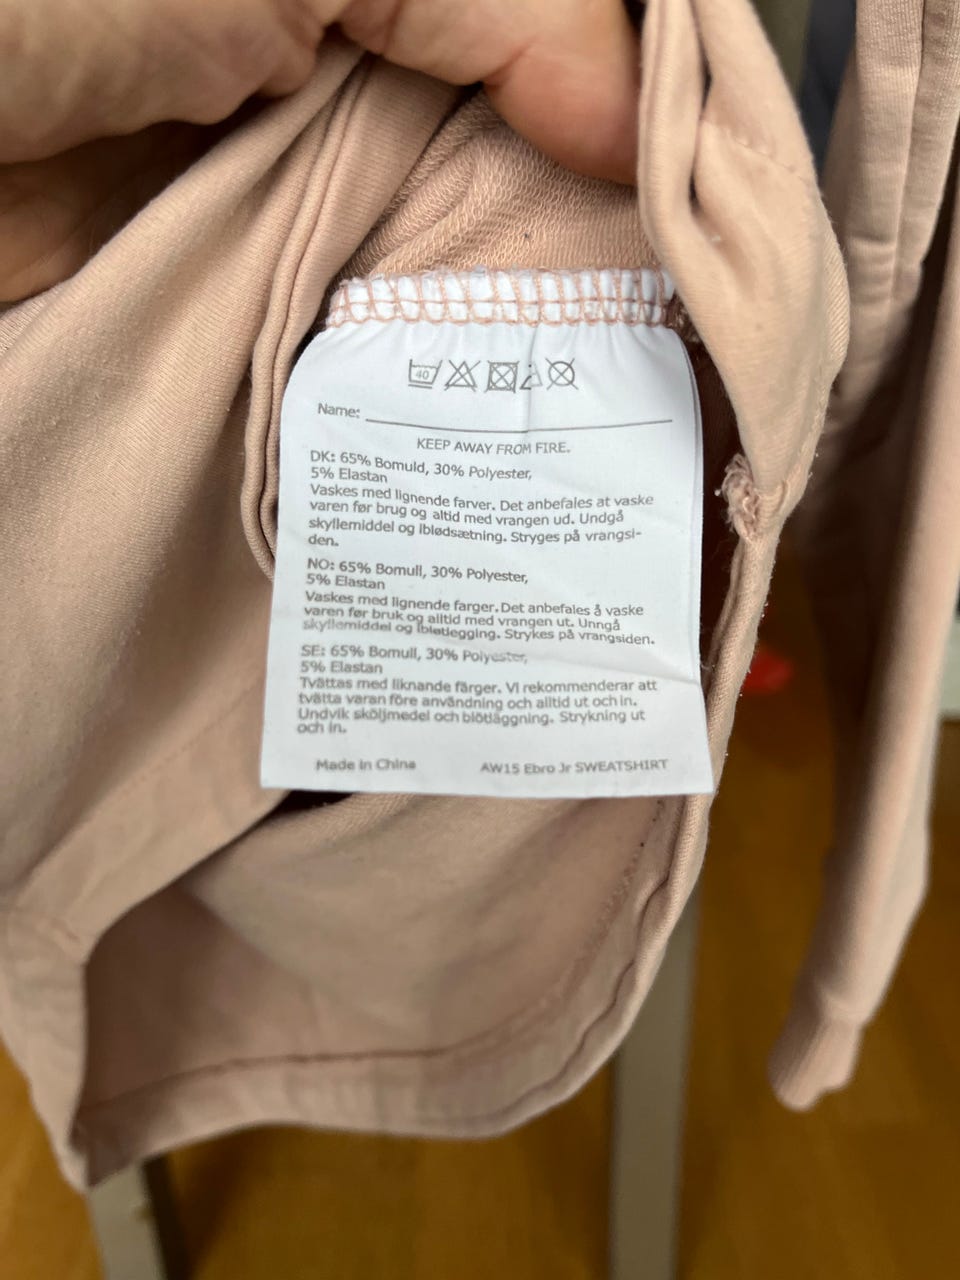 40
Name:
KEEP AWAY FROM FIRE.
DK: 65% Bomuld, 30% Polyester,
5% Elastan
Vaskes med lignende farver. Det anbefales at vaske
varen før brug og altid med vrangen ud. Undgå
skyllemiddel og Iblødsætning. Stryges på vrangsi-
den.
NO: 65% Bomull, 30% Polyester,
5% Elastan
Vaskes med lignende farger. Det anbefales å vaske
varen før bruk og alltid med vrangen ut. Unngå
skyllemiddel og Ibløtlegging. Strykes på vrangsiden.
SE: 65% Bomull, 30% Polyester,
5% Elastan
Tvättas med liknande färger. Vi rekommenderar att
tvätta varan före användning och alltid ut och in.
Undvik sköljmedel och blötläggning. Strykning ut
och in.
Made in China AW15 Ebro Jr SWEATSHIRT